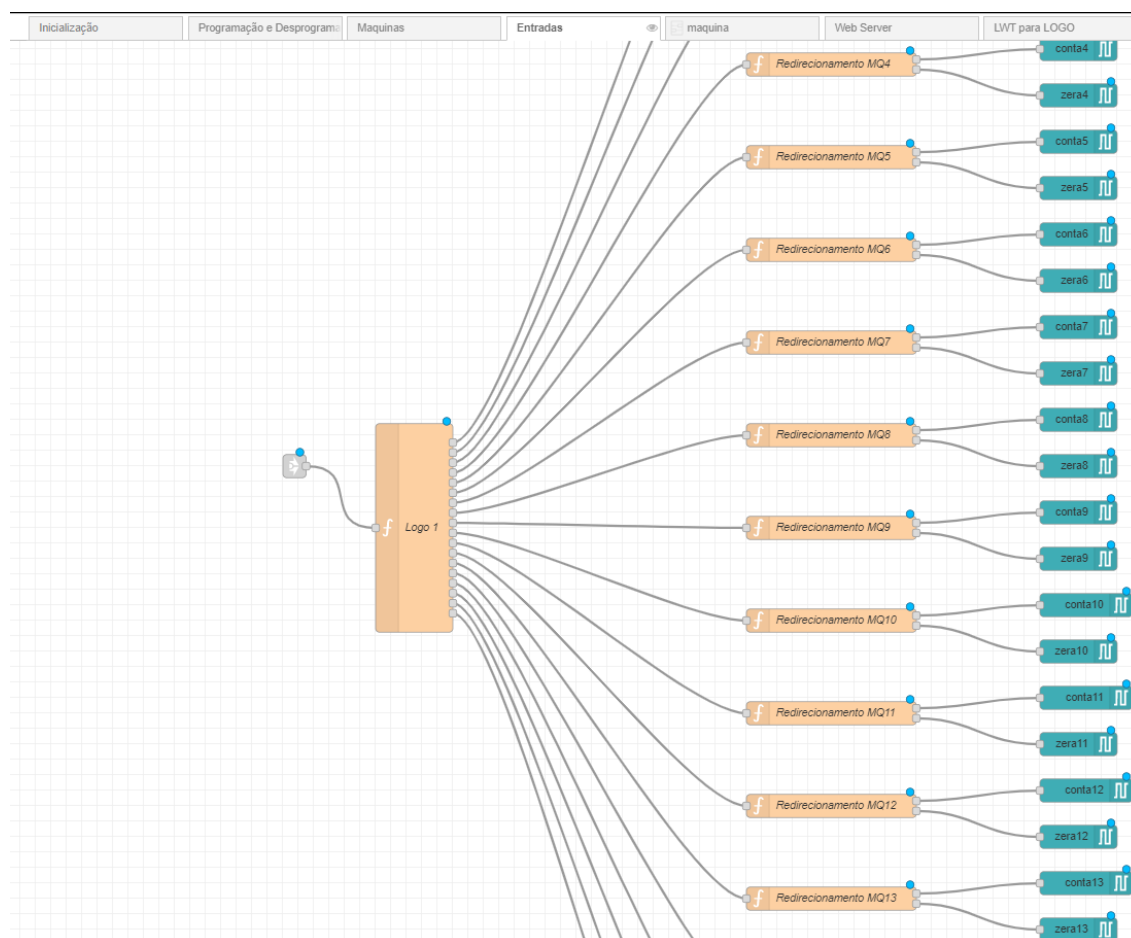 Inicialização
Programação e Desprograma
Maquinas
Entradas
maquina
Web Server
LWT para LOGO
conta4
Redirecionamento MQ4
zera4
conta5
Redirecionamento MQ5
zera5
conta6
Redirecionamento MQ6
zera6
conta7
Redirecionamento MQ7
zera7
conta8
Redirecionamento MQ8
zera8
conta9
Logo 1
Redirecionamento MQ9
zera9
conta10
Redirecionamento MQ10
zera10
conta11
Redirecionamento MQ11
zera11
conta12
Redirecionamento MQ12
zera12
conta13
Redirecionamento MQ13
zera13